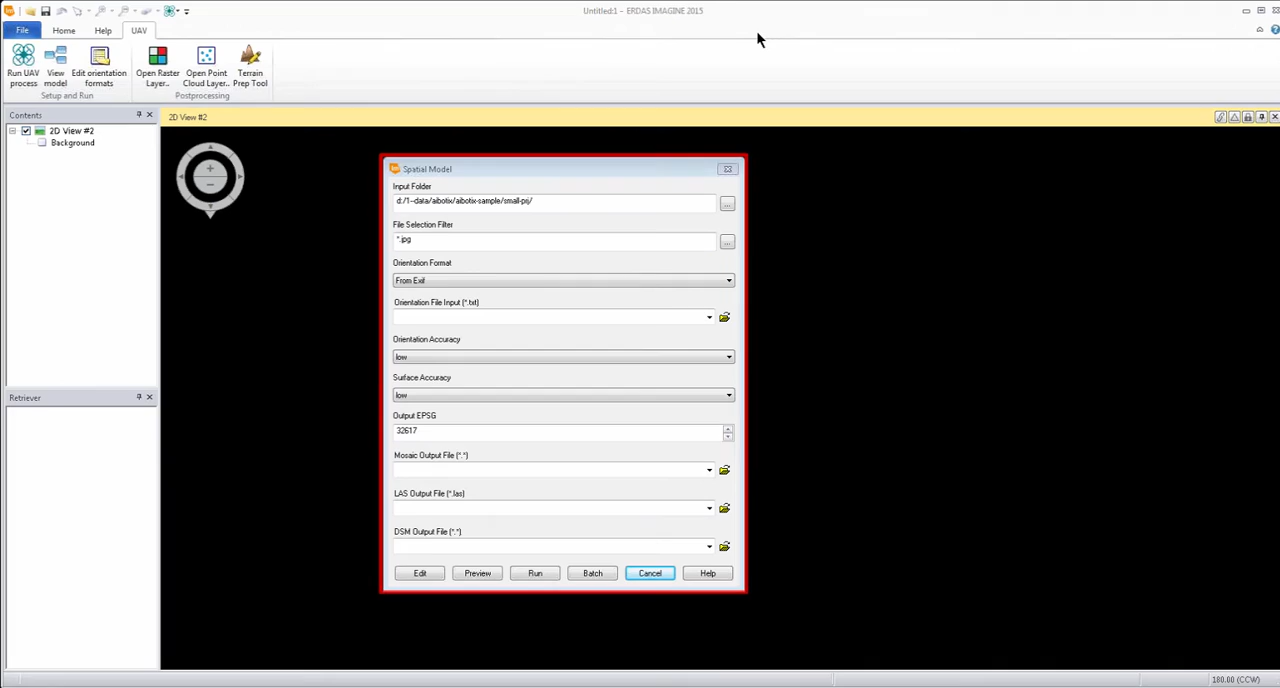 Untitled:1 - ERDAS IMAGINE 2015
File Home Help UAV
Run UAV process
View model
Edit orientation formats
Open Raster Layer..
Open Point Cloud Layer..
Terrain Prep Tool
Setup and Run
Postprocessing
Contents
2D View #2
2D View #2
Background
Retriever
Spatial Model
Input Folder
d:/1--data/aibotix/aibotix-sample/small-prj/
...
File Selection Filter
*.jpg
...
Orientation Format
From Exif
Orientation File Input (*.txt)
Orientation Accuracy
low
Surface Accuracy
low
Output EPSG
32617
Mosaic Output File (*.*)
LAS Output File (*.las)
DSM Output File (*.*)
Edit Preview Run Batch Cancel Help
180.00 (CCW)